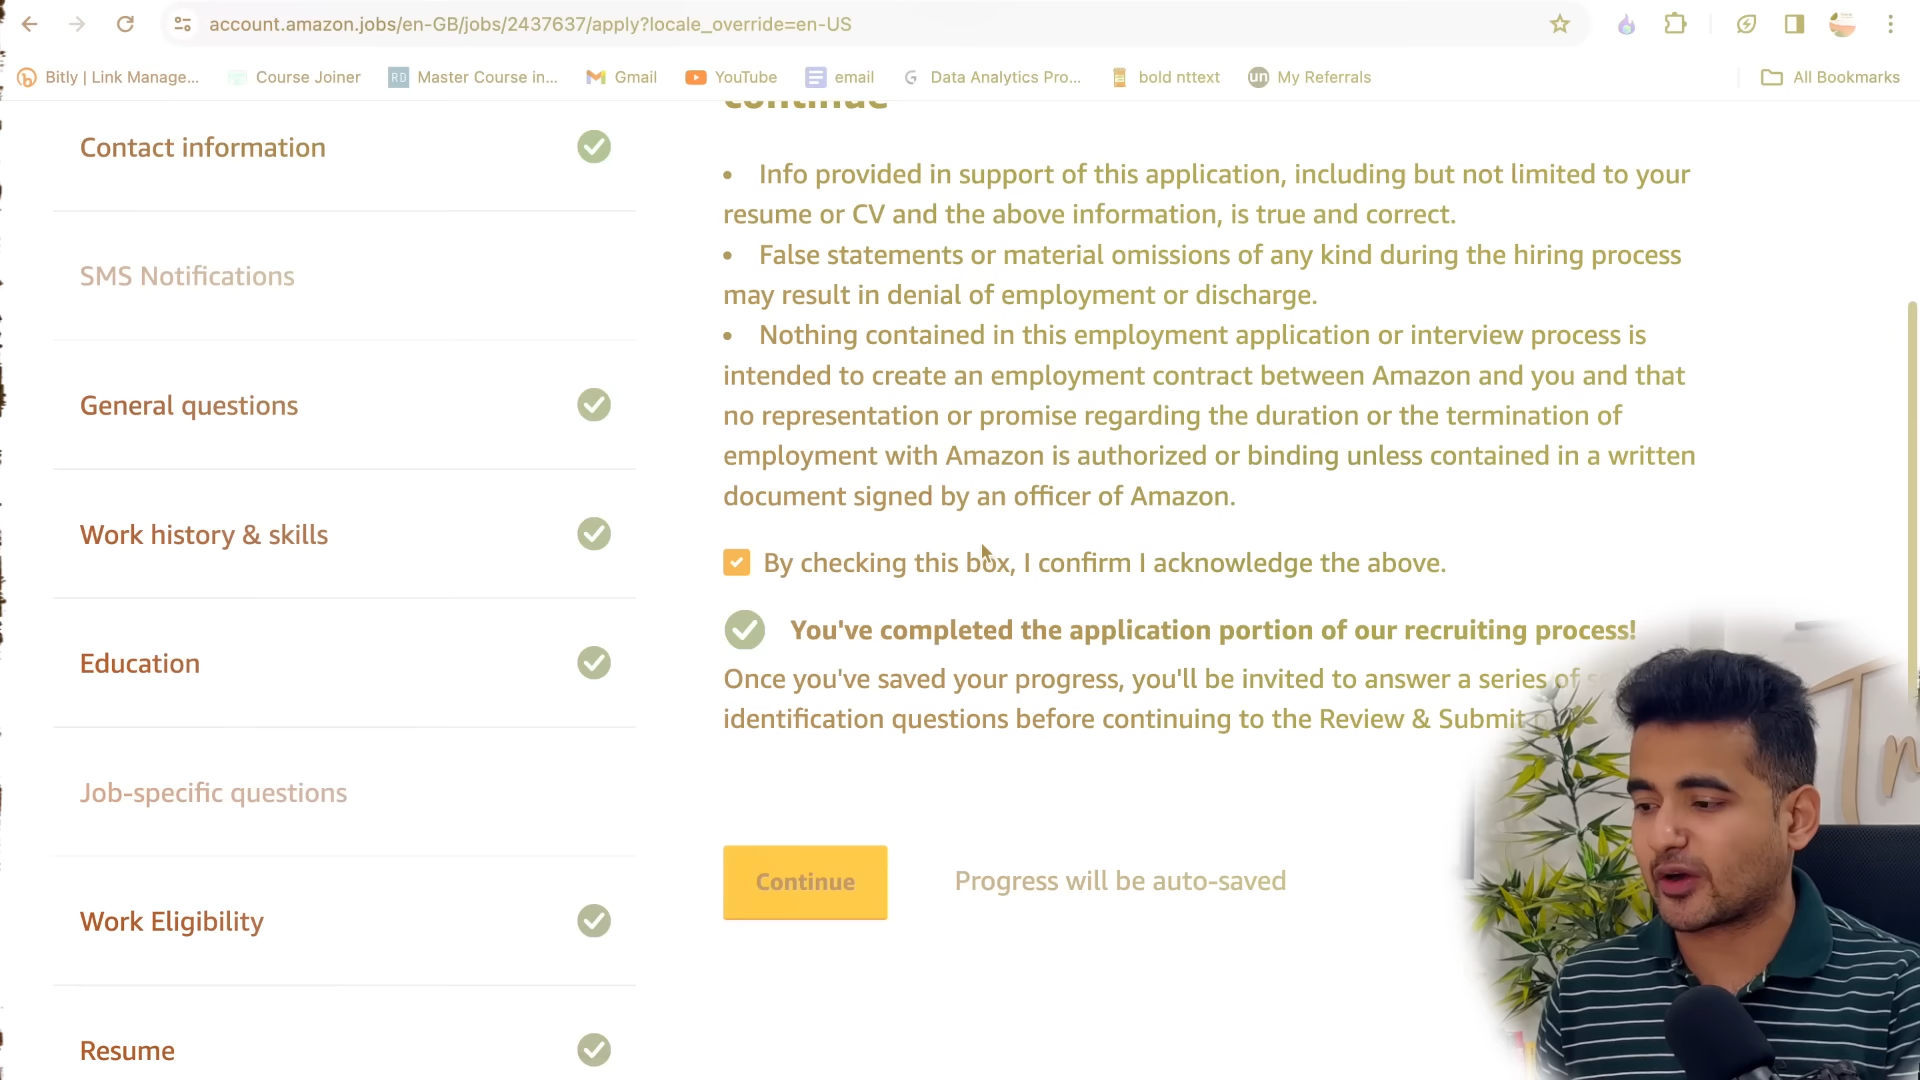 account.amazon.jobs/en-GB/jobs/2437637/apply?locale_override=en-US
Bitly | Link Manage...
Course Joiner
RD
Master Course in...
Gmail
YouTube
email
G
Data Analytics Pro...
bold nttext
un
My Referrals
All Bookmarks
continue
Contact information
SMS Notifications
General questions
Work history & skills
Education
Job-specific questions
Work Eligibility
Resume
• Info provided in support of this application, including but not limited to your
resume or CV and the above information, is true and correct.
• False statements or material omissions of any kind during the hiring process
may result in denial of employment or discharge.
• Nothing contained in this employment application or interview process is
intended to create an employment contract between Amazon and you and that
no representation or promise regarding the duration or the termination of
employment with Amazon is authorized or binding unless contained in a written
document signed by an officer of Amazon.
By checking this box, I confirm I acknowledge the above.
You've completed the application portion of our recruiting process!
Once you've saved your progress, you'll be invited to answer a series of
identification questions before continuing to the Review & Submit
Continue
Progress will be auto-saved